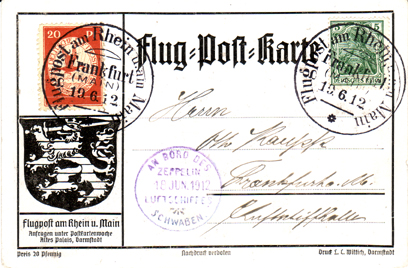 Flug-Post-Karte
20 Pf
Flugpost am Rhein u. Main
Frankfurt
(MAIN)
19.6.12
Flugpost am Rhein u. Main
Frankfurt
(MAIN)
19.6.12
Herrn
Otto
AN BORD DES
ZEPPELIN
18 JUN. 1912
LUFTSCHIFFES
SCHWABEN
Frankfurt a. M.
Luftschiffhalle
Flugpost am Rhein u. Main
Anfragen unter Postkartenwoche
Altes Palais, Darmstadt
Preis 20 Pfennig
Nachdruck verboten
Druck L. C. Wittich, Darmstadt